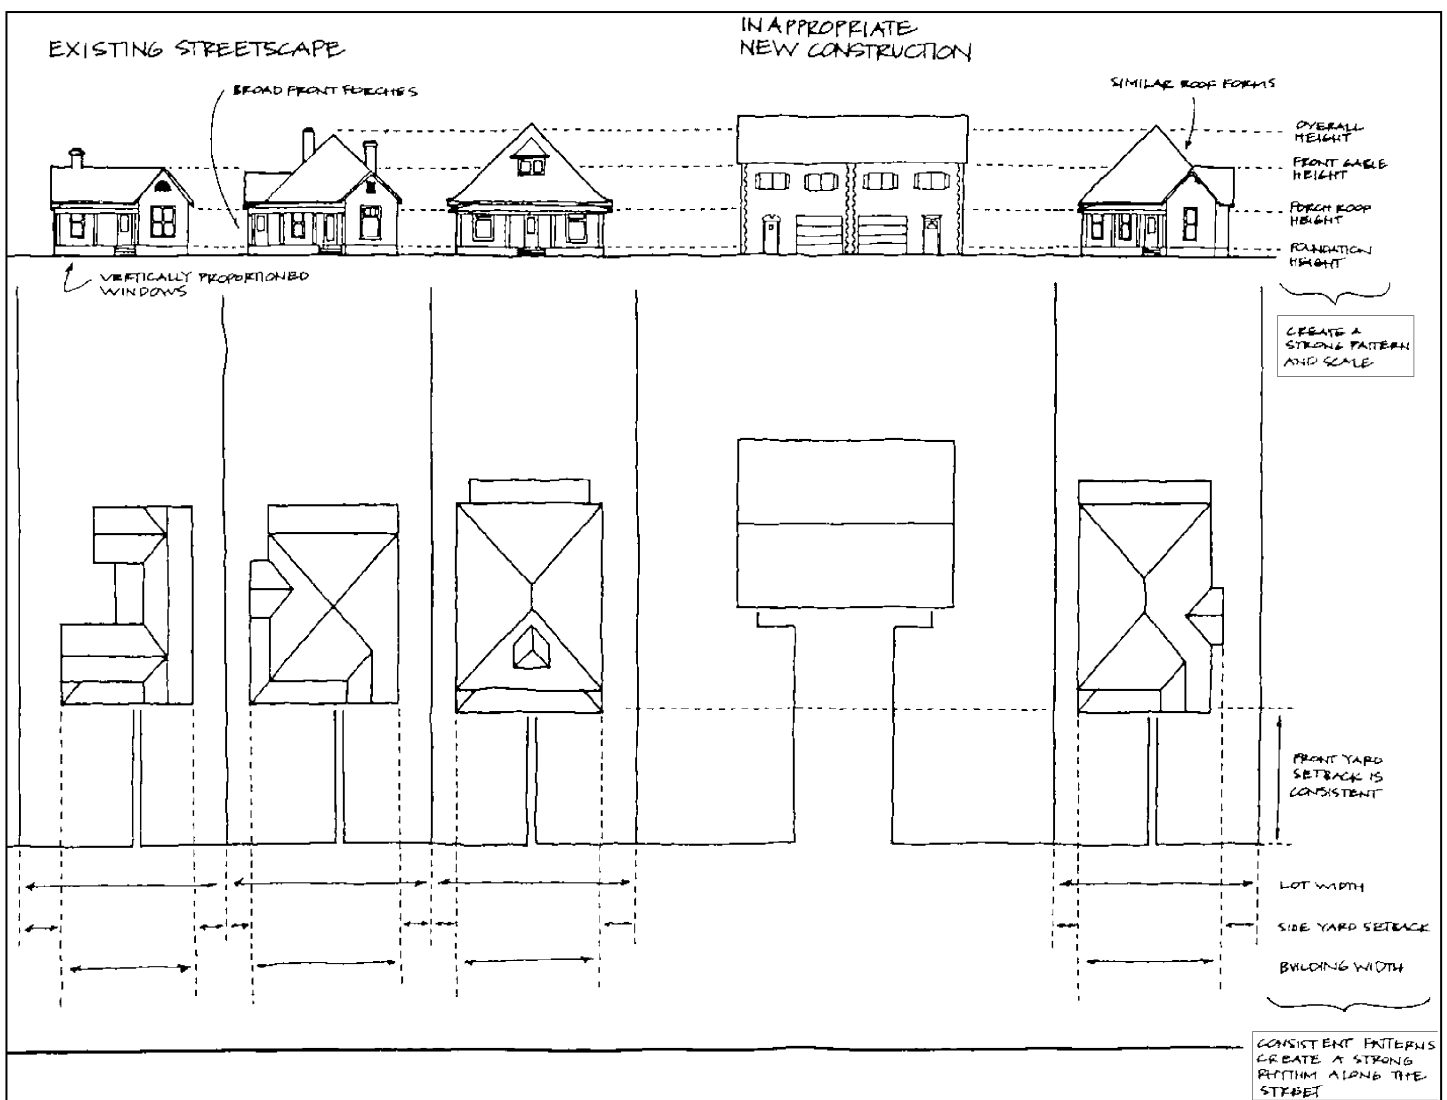 EXISTING STREETSCAPE
INAPPROPRIATE
NEW CONSTRUCTION
BROAD FRONT PORCHES
SIMILAR ROOF FORMS
OVERALL
HEIGHT
FRONT GABLE
HEIGHT
PORCH ROOF
HEIGHT
FOUNDATION
HEIGHT
VERTICALLY PROPORTIONED
WINDOWS
CREATE A
STRONG PATTERN
AND SCALE
FRONT YARD
SETBACK IS
CONSISTENT
LOT WIDTH
SIDE YARD SETBACK
BUILDING WIDTH
CONSISTENT PATTERNS
CREATE A STRONG
RHYTHM ALONG THE
STREET